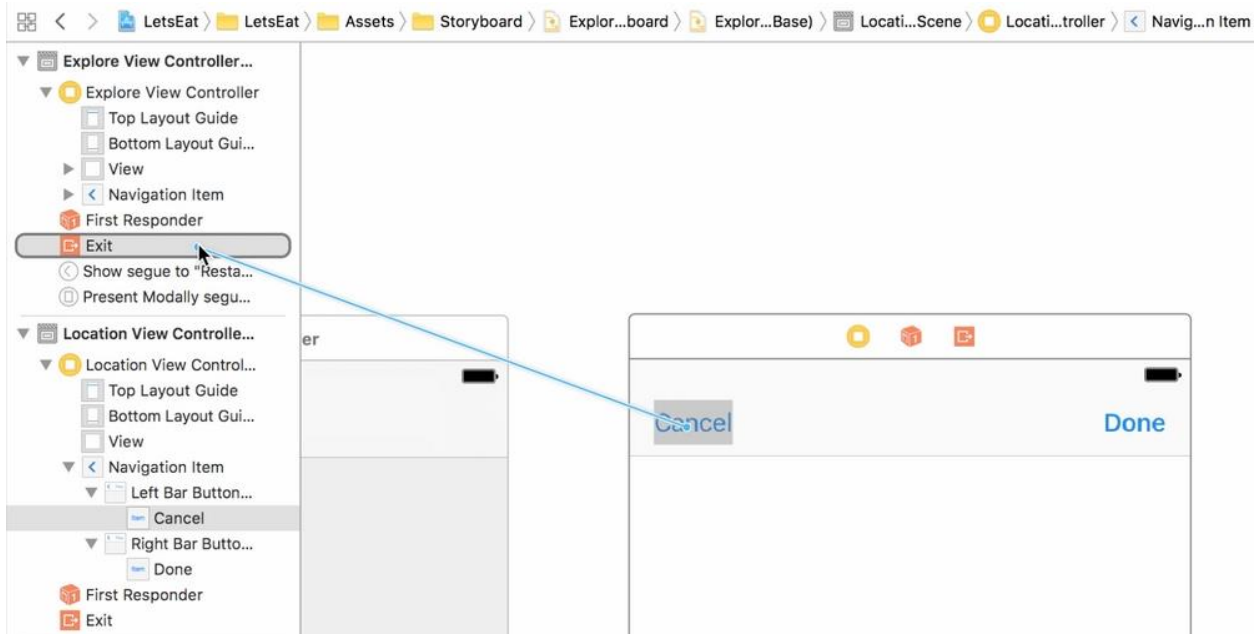 LetsEat LetsEat Assets Storyboard Explor...board Explor...Base) Locati...Scene Locati...troller Navig...n Item
Explore View Controller...
Explore View Controller
Top Layout Guide
Bottom Layout Gui...
View
Navigation Item
First Responder
Exit
Show segue to "Resta...
Present Modally segu...
Location View Controlle...
er
Location View Control...
Top Layout Guide
Bottom Layout Gui...
View
Navigation Item
Left Bar Button...
Cancel
Right Bar Butto...
Done
First Responder
Exit
Cancel Done